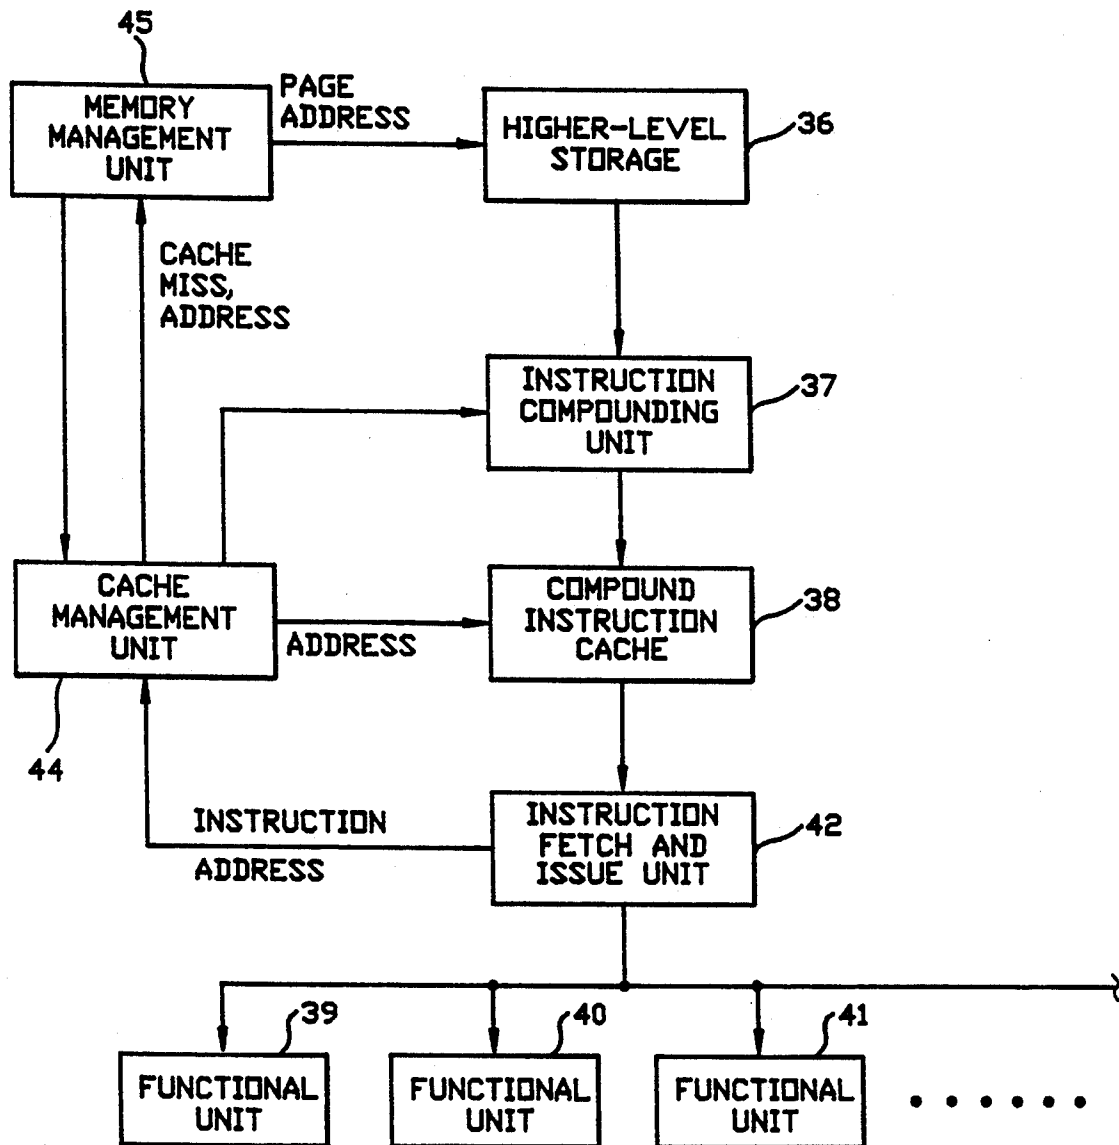 45
MEMORY
MANAGEMENT
UNIT
PAGE
ADDRESS
HIGHER-LEVEL
STORAGE
36
CACHE
MISS,
ADDRESS
INSTRUCTION
COMPOUNDING
UNIT
37
CACHE
MANAGEMENT
UNIT
44
ADDRESS
COMPOUND
INSTRUCTION
CACHE
38
INSTRUCTION
ADDRESS
INSTRUCTION
FETCH AND
ISSUE UNIT
42
39
FUNCTIONAL
UNIT
40
FUNCTIONAL
UNIT
41
FUNCTIONAL
UNIT